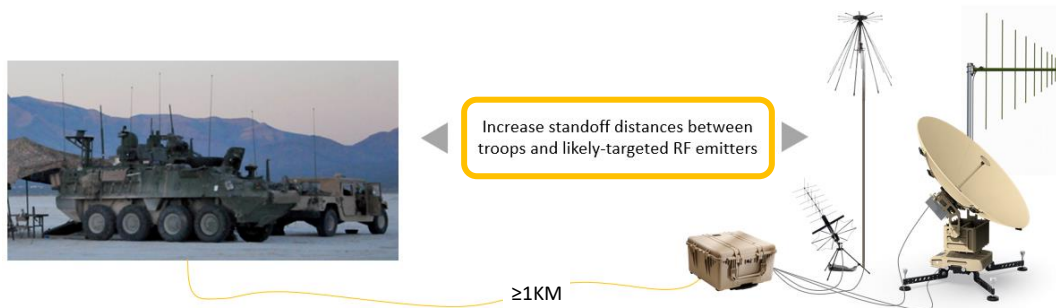 Increase standoff distances between
troops and likely-targeted RF emitters
≥1KM